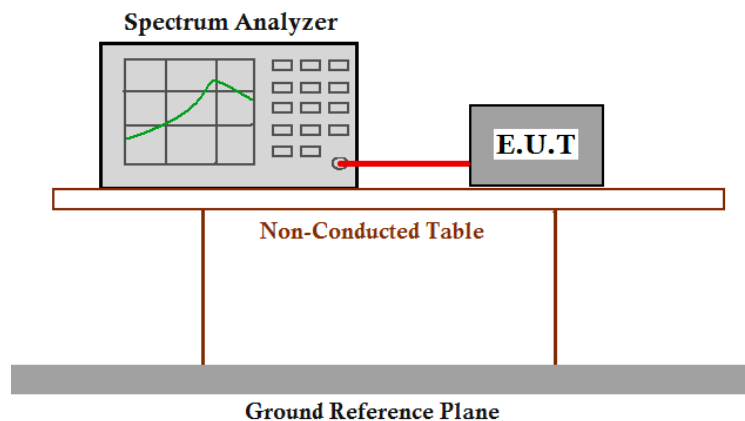 Spectrum Analyzer
E.U.T
Non-Conducted Table
Ground Reference Plane